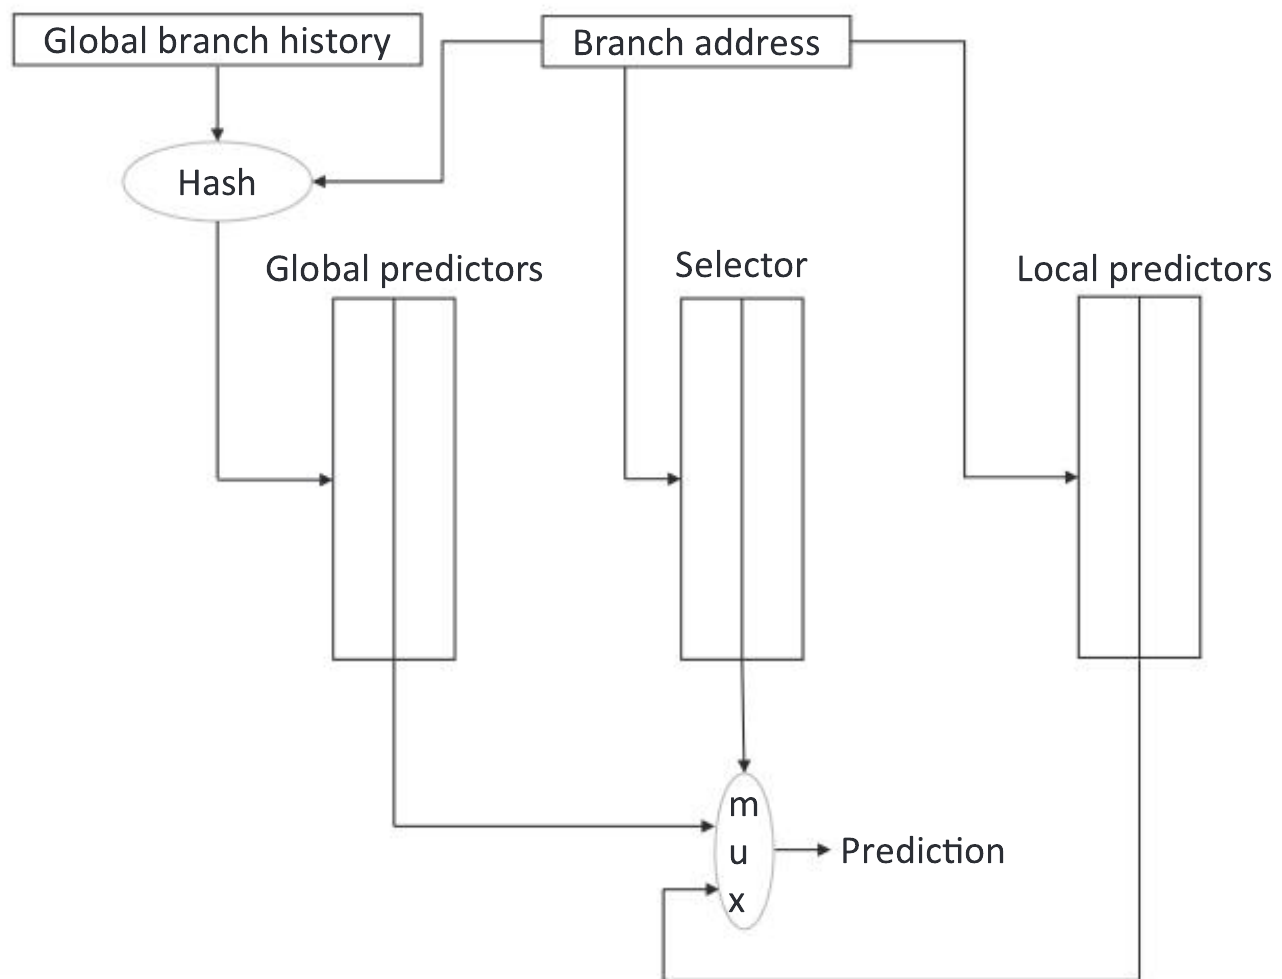 Global branch history
Branch address
Hash
Global predictors
Selector
Local predictors
m
u
x
Prediction